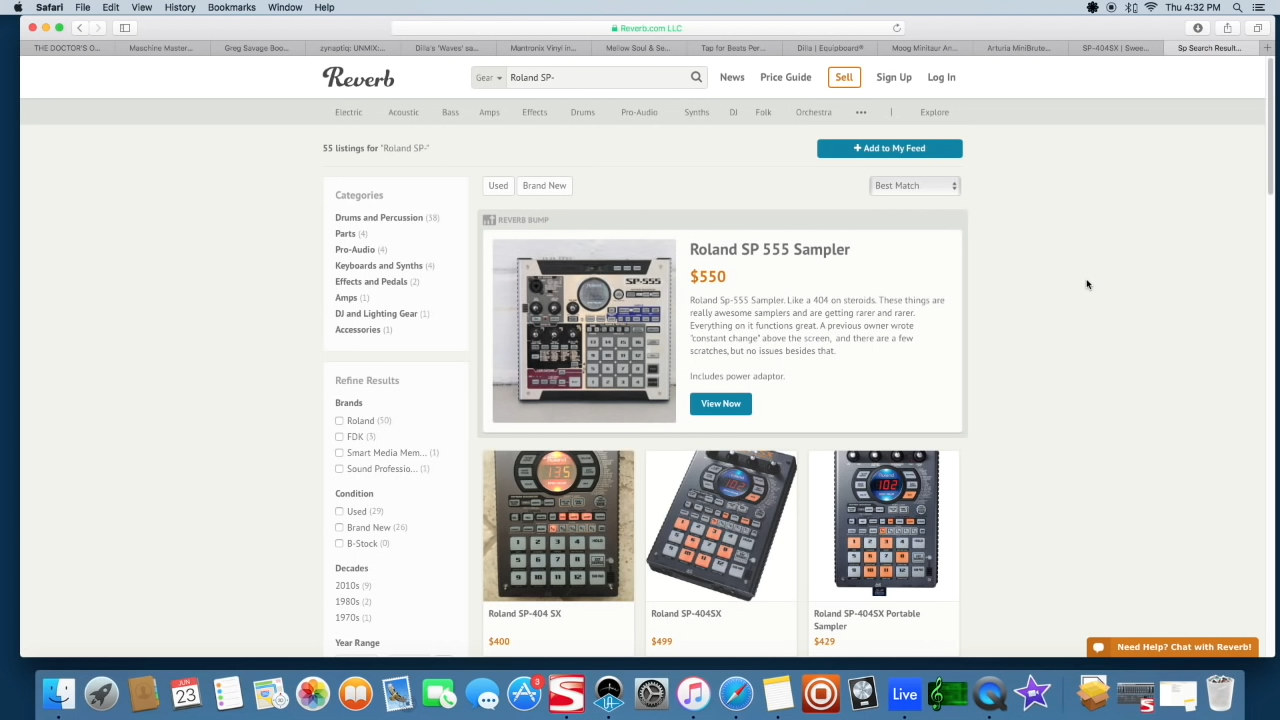 Safari File Edit View History Bookmarks Window Help
Thu 4:32 PM
Reverb.com LLC
THE DOCTOR'S O... Maschine Master... Greg Savage Boo... zynaptiq: UNMIX:... Dilla's 'Waves' sa... Mantronix Vinyl in... Mellow Soul & Se... Tap for Beats Per... Dilla | Equipboard® Moog Minitaur An... Arturia MiniBrute... SP-404SX | Swee... Sp Search Result...
Reverb
Gear Roland SP-
News Price Guide Sell Sign Up Log In
Electric Acoustic Bass Amps Effects Drums Pro-Audio Synths DJ Folk Orchestra ••• | Explore
55 listings for "Roland SP-"
+ Add to My Feed
Categories
Drums and Percussion (38)
Parts (4)
Pro-Audio (4)
Keyboards and Synths (4)
Effects and Pedals (2)
Amps (1)
DJ and Lighting Gear (1)
Accessories (1)
Refine Results
Brands
Roland (50)
FDK (3)
Smart Media Mem... (1)
Sound Professio... (1)
Condition
Used (29)
Brand New (26)
B-Stock (0)
Decades
2010s (9)
1980s (2)
1970s (1)
Year Range
Used Brand New
Best Match
REVERB BUMP
SP-555
Roland SP 555 Sampler
$550
Roland Sp-555 Sampler. Like a 404 on steroids. These things are
really awesome samplers and are getting rarer and rarer.
Everything on it functions great. A previous owner wrote
"constant change" above the screen, and there are a few
scratches, but no issues besides that.
Includes power adaptor.
View Now
135
102
102
Roland SP-404 SX
$400
Roland SP-404SX
$499
Roland SP-404SX Portable
Sampler
$429
Need Help? Chat with Reverb!
JUN
23
3
Live